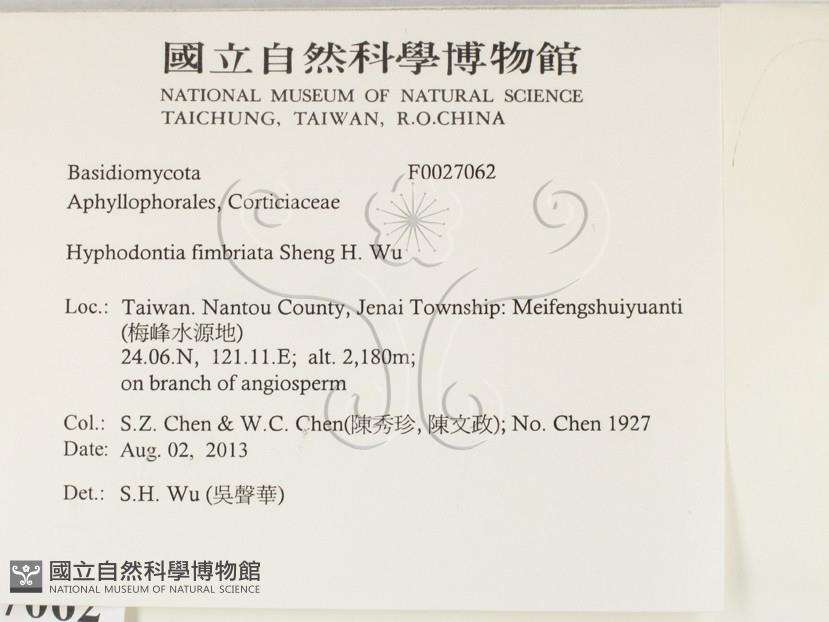 國立自然科學博物館
NATIONAL MUSEUM OF NATURAL SCIENCE
TAICHUNG, TAIWAN, R.O.CHINA
Basidiomycota F0027062
Aphyllophorales, Corticiaceae
Hyphodontia fimbriata Sheng H. Wu
Loc.: Taiwan. Nantou County, Jenai Township: Meifengshuiyuanti
(梅峰水源地)
24.06.N, 121.11.E; alt. 2,180m;
on branch of angiosperm
Col.: S.Z. Chen & W.C. Chen(陳秀珍, 陳文政); No. Chen 1927
Date: Aug. 02, 2013
Det.: S.H. Wu (吳聲華)
國立自然科學博物館
NATIONAL MUSEUM OF NATURAL SCIENCE
7062